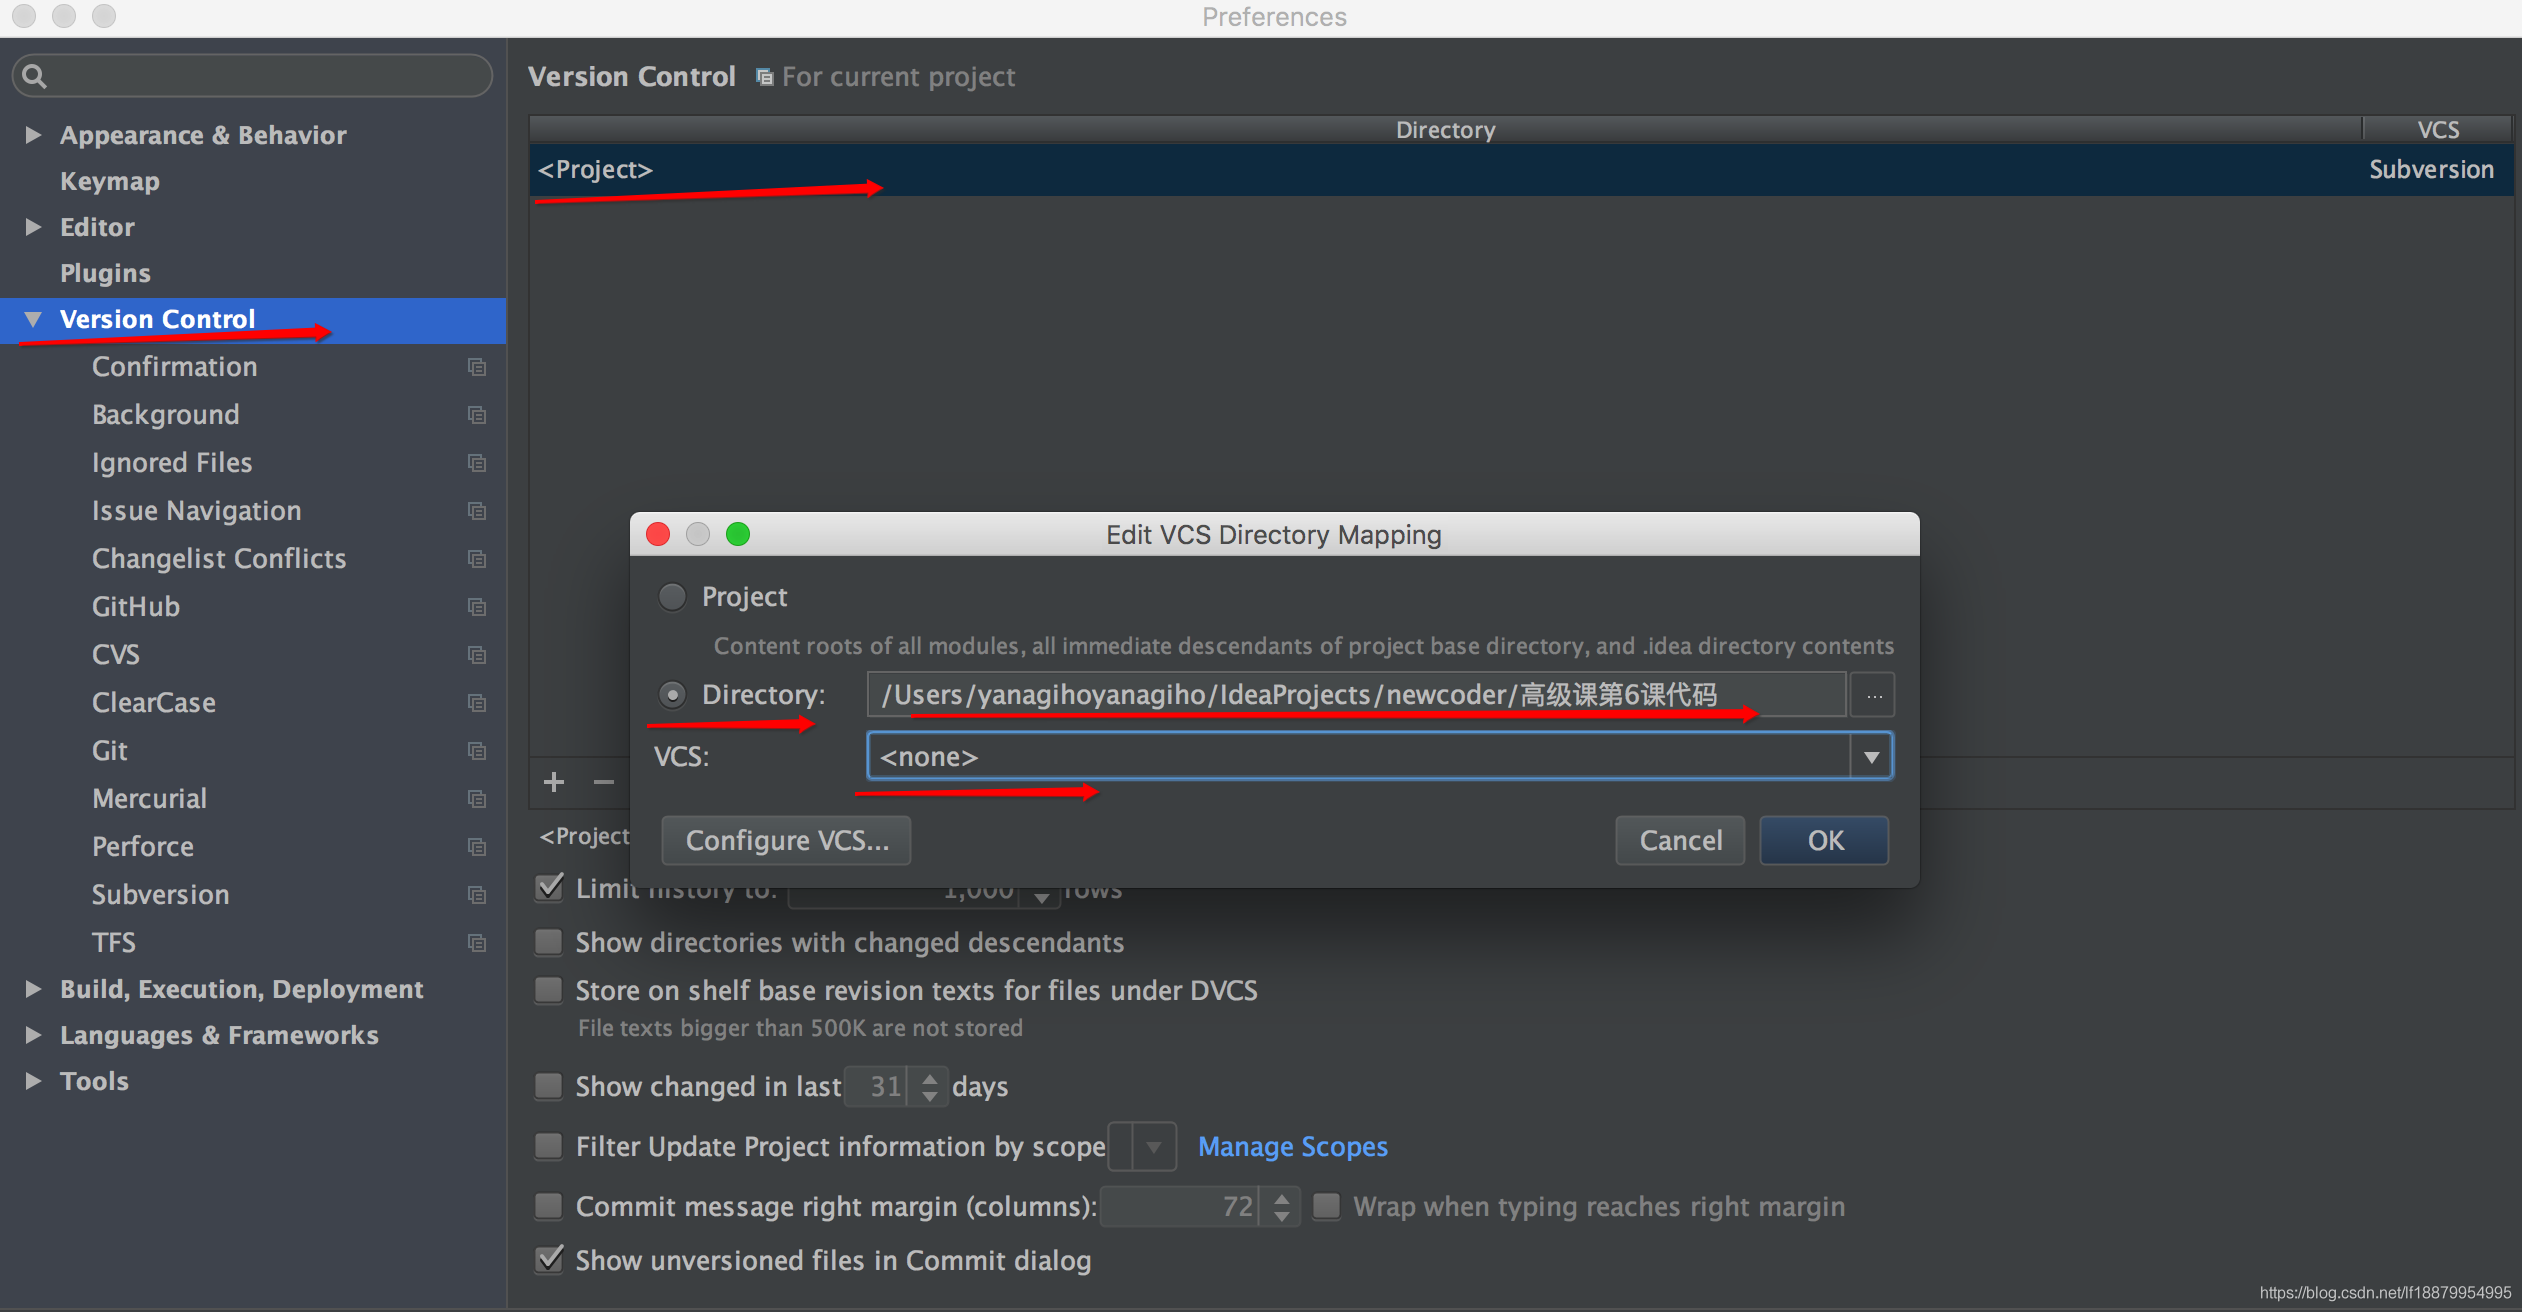 Preferences
Version Control For current project
Appearance & Behavior
Keymap
Editor
Plugins
Version Control
Confirmation
Background
Ignored Files
Issue Navigation
Changelist Conflicts
GitHub
CVS
ClearCase
Git
Mercurial
Perforce
Subversion
TFS
Build, Execution, Deployment
Languages & Frameworks
Tools
Directory VCS
<Project> Subversion
Edit VCS Directory Mapping
Project
Content roots of all modules, all immediate descendants of project base directory, and .idea directory contents
Directory: /Users/yanagihoyanagiho/IdeaProjects/newcoder/高级课第6课代码 ...
VCS: <none>
Configure VCS... Cancel OK
+ −
<Project
Limit history to: 1,000 rows
Show directories with changed descendants
Store on shelf base revision texts for files under DVCS
File texts bigger than 500K are not stored
Show changed in last 31 days
Filter Update Project information by scope Manage Scopes
Commit message right margin (columns): 72 Wrap when typing reaches right margin
Show unversioned files in Commit dialog
https://blog.csdn.net/lf18879954995